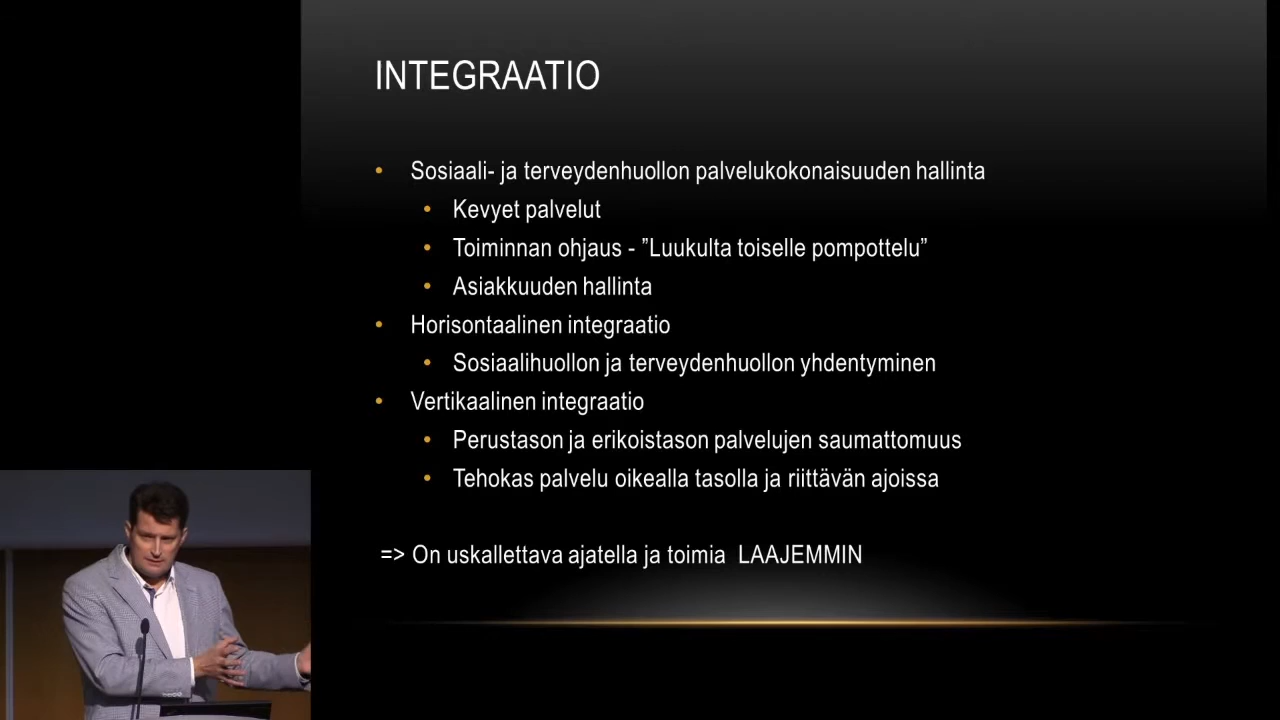 INTEGRAATIO
• Sosiaali- ja terveydenhuollon palvelukokonaisuuden hallinta
• Kevyet palvelut
• Toiminnan ohjaus - ”Luukulta toiselle pompottelu”
• Asiakkuuden hallinta
• Horisontaalinen integraatio
• Sosiaalihuollon ja terveydenhuollon yhdentyminen
• Vertikaalinen integraatio
• Perustason ja erikoistason palvelujen saumattomuus
• Tehokas palvelu oikealla tasolla ja riittävän ajoissa
=> On uskallettava ajatella ja toimia LAAJEMMIN